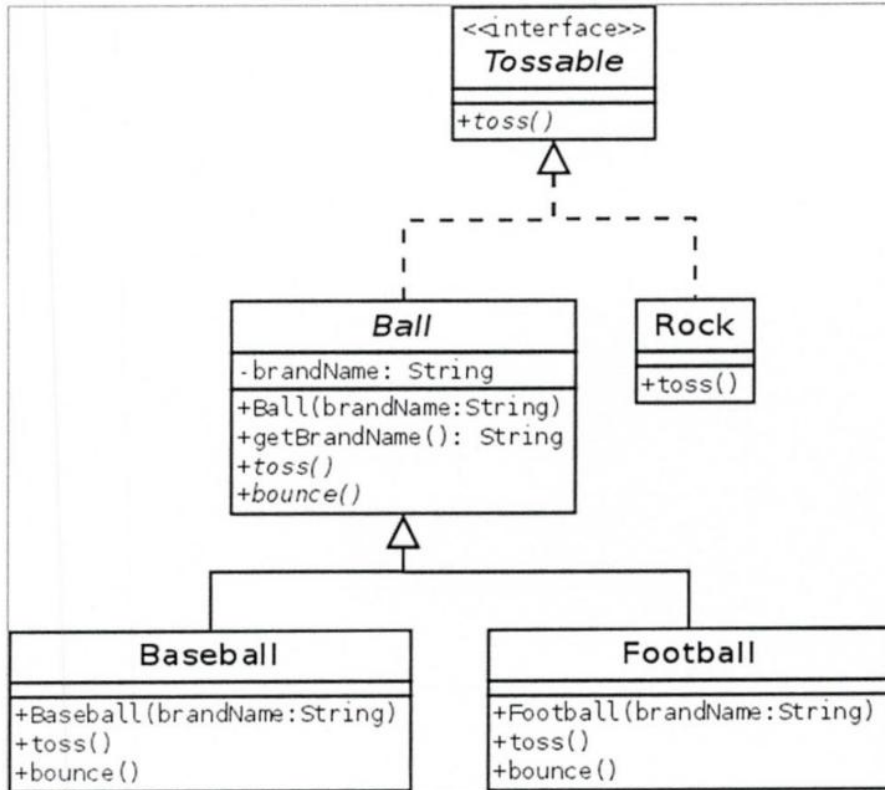 <<interface>>
Tossable
+toss()
Ball
-brandName: String
+Ball(brandName:String)
+getBrandName(): String
+toss()
+bounce()
Rock
+toss()
Baseball
+Baseball(brandName:String)
+toss()
+bounce()
Football
+Football(brandName:String)
+toss()
+bounce()